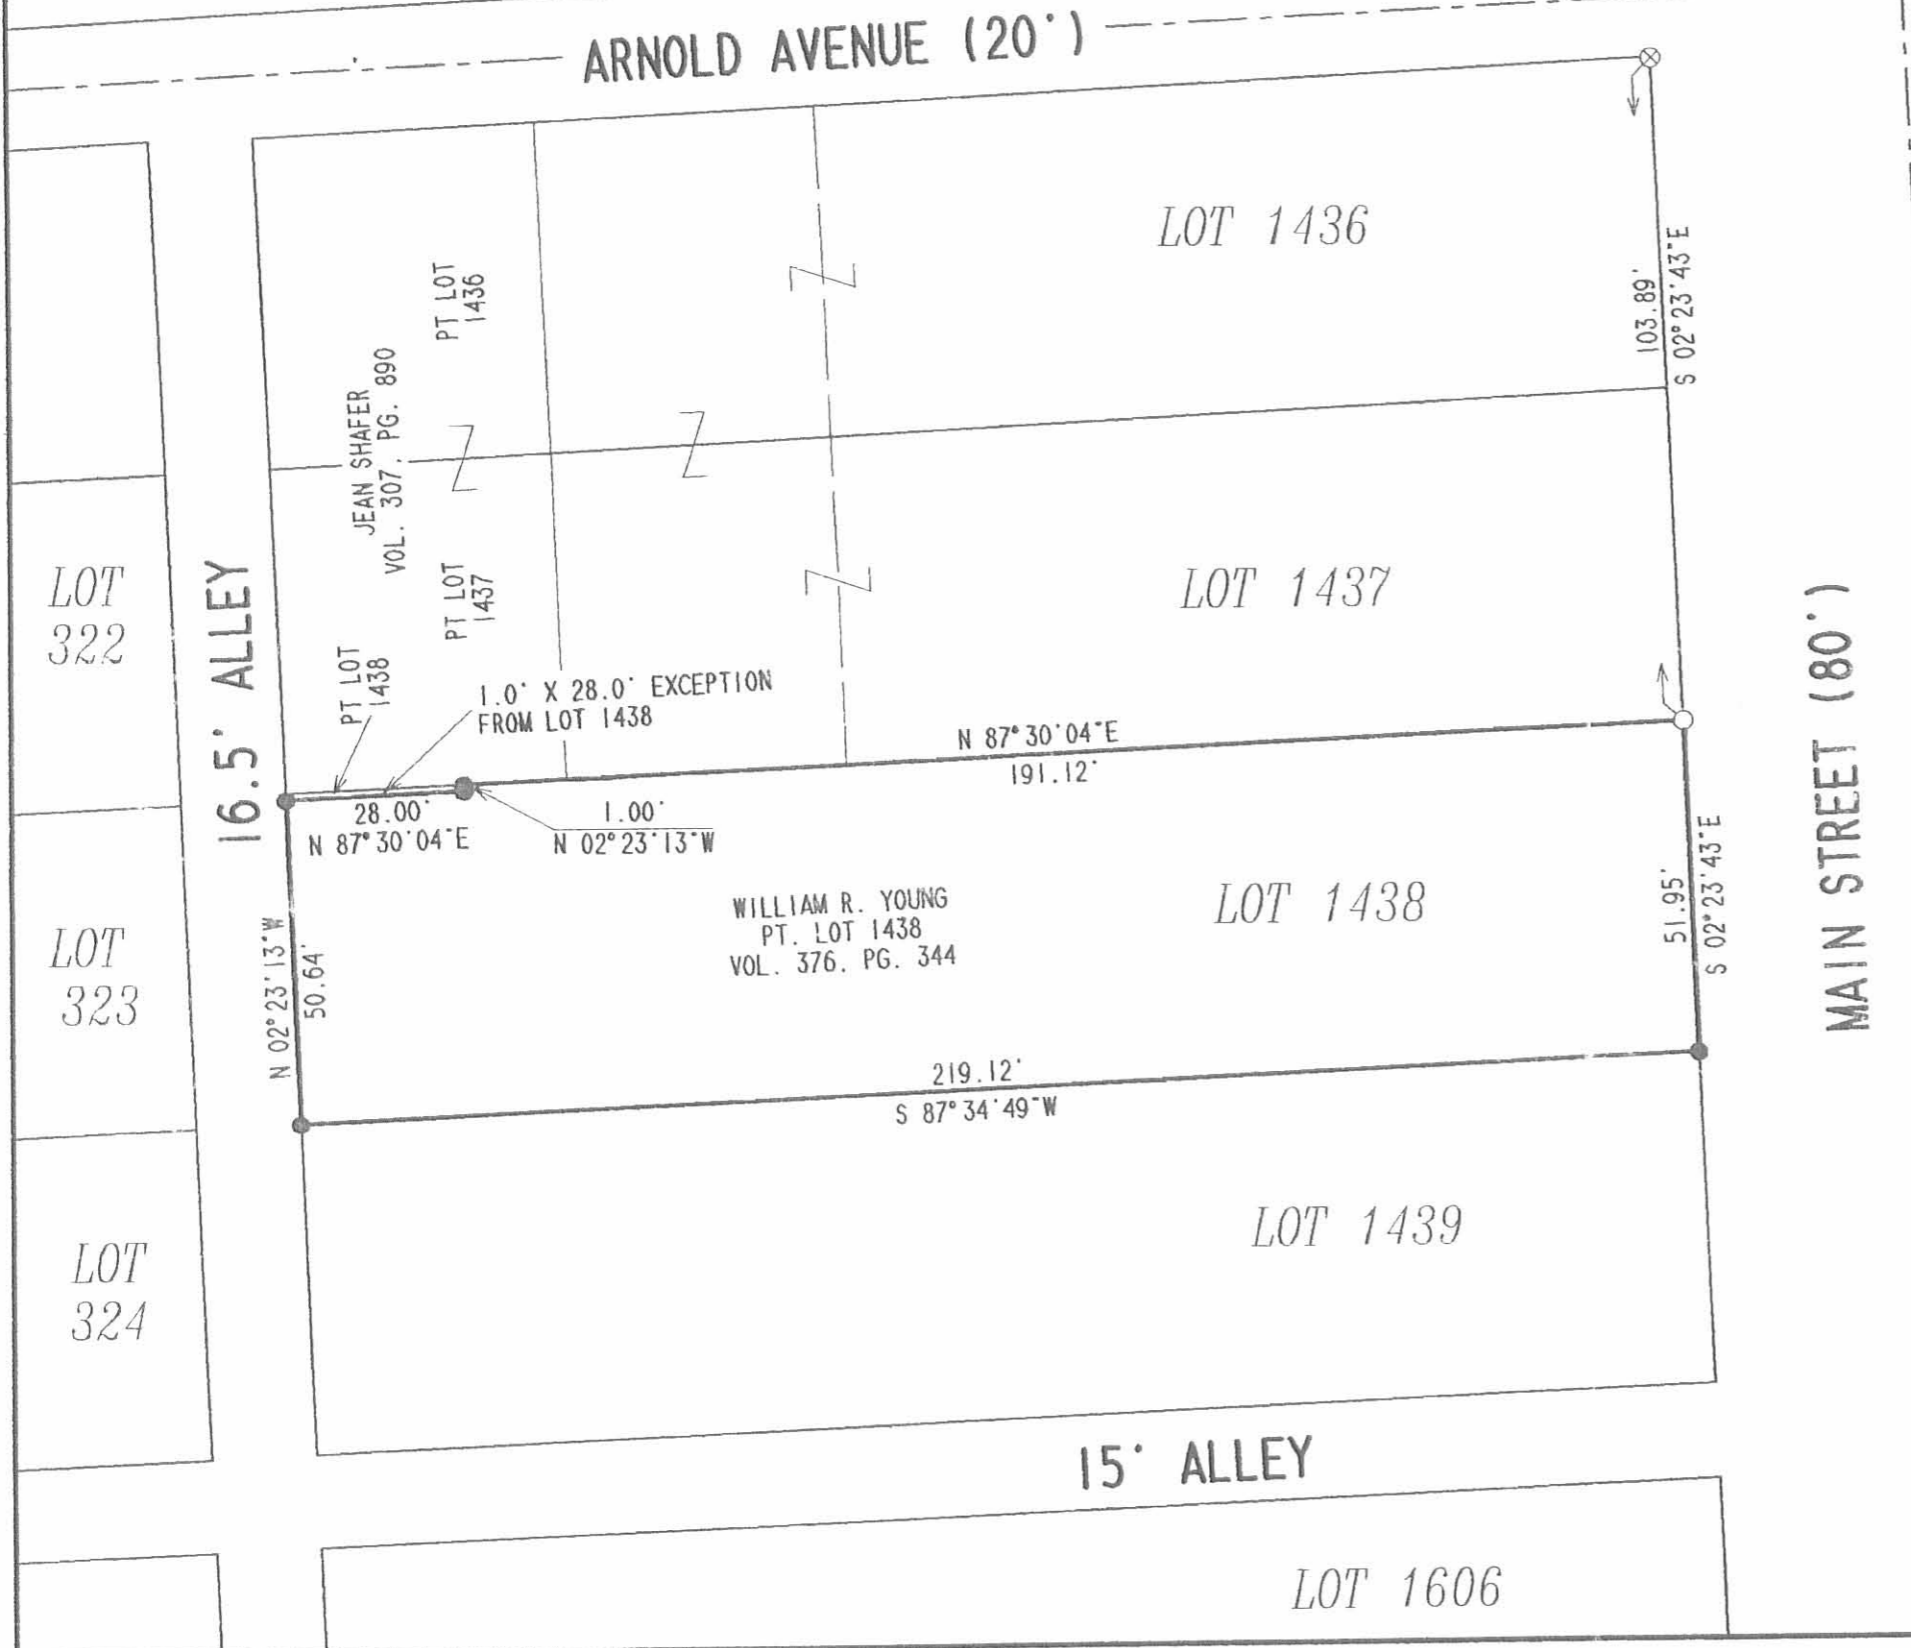 ARNOLD AVENUE (20')
LOT 1436
103.89'
S 02°23'43"E
PT LOT
1436
JEAN SHAFER
VOL. 307, PG. 890
LOT
322
16.5' ALLEY
PT LOT
1437
LOT 1437
PT LOT
1438
1.0' X 28.0' EXCEPTION
FROM LOT 1438
N 87°30'04"E
191.12'
MAIN STREET (80')
28.00'
N 87°30'04"E
1.00'
N 02°23'13"W
WILLIAM R. YOUNG
PT. LOT 1438
VOL. 376, PG. 344
LOT 1438
51.95'
S 02°23'43"E
LOT
323
N 02°23'13"W
50.64'
219.12'
S 87°34'49"W
LOT 1439
LOT
324
15' ALLEY
LOT 1606